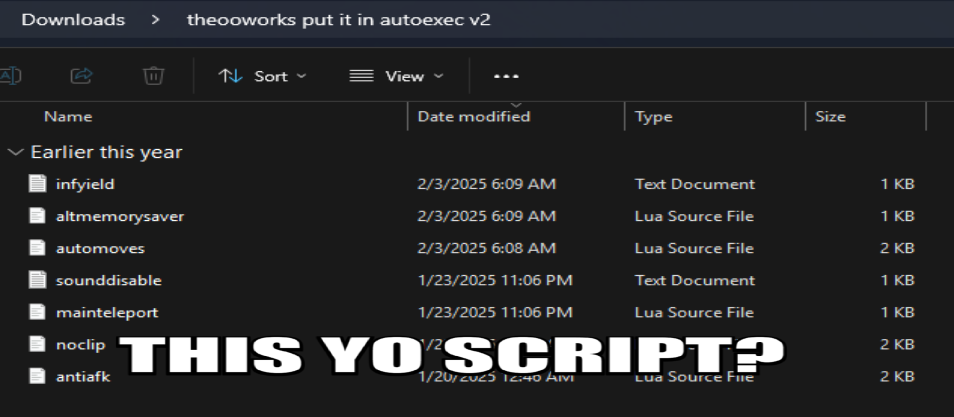 Downloads > theooworks put it in autoexec v2
Sort View ...
Name Date modified Type Size
Earlier this year
infyield 2/3/2025 6:09 AM Text Document 1 KB
altmemorysaver 2/3/2025 6:09 AM Lua Source File 1 KB
automoves 2/3/2025 6:08 AM Lua Source File 2 KB
sounddisable 1/23/2025 11:06 PM Text Document 1 KB
mainteleport 1/23/2025 11:06 PM Lua Source File 1 KB
noclip 2 KB
THIS YO SCRIPT?
antiafk 1/20/2025 12:46 AM Lua Source File 2 KB